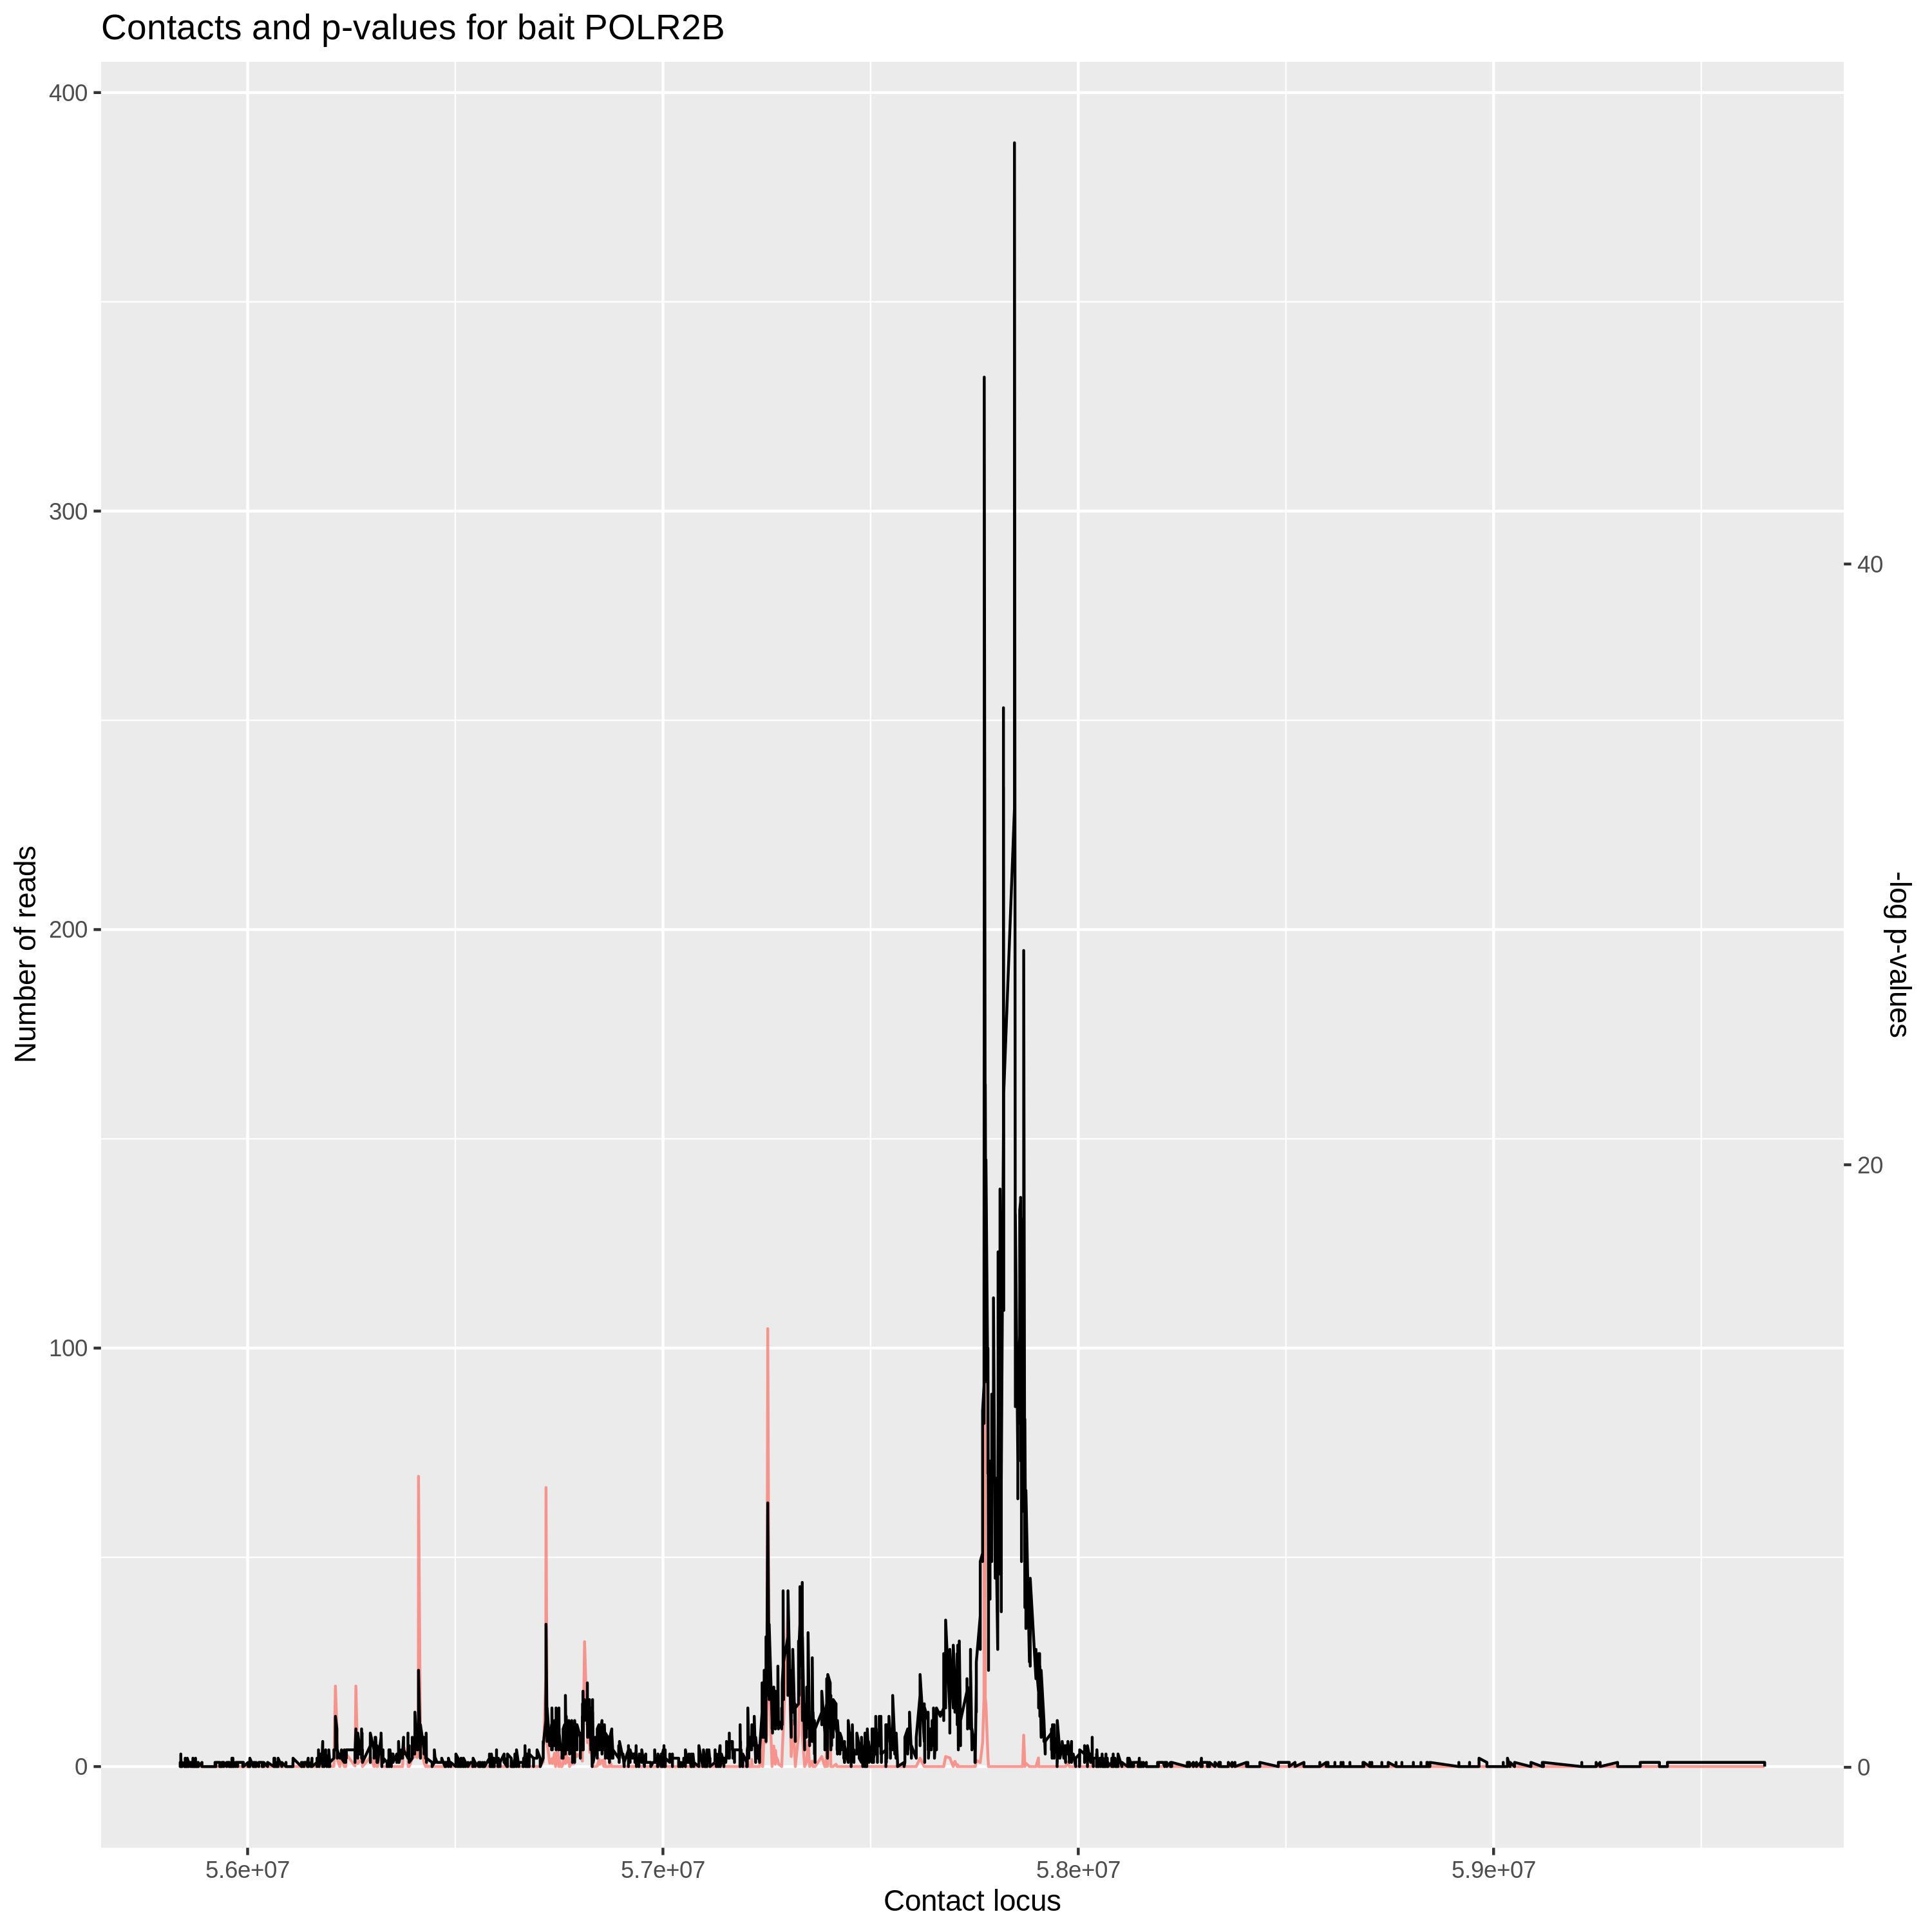 Contacts and p-values for bait POLR2B
400
300
200
100
0
Number of reads
40
20
0
-log p-values
5.6e+07
5.7e+07
5.8e+07
5.9e+07
Contact locus